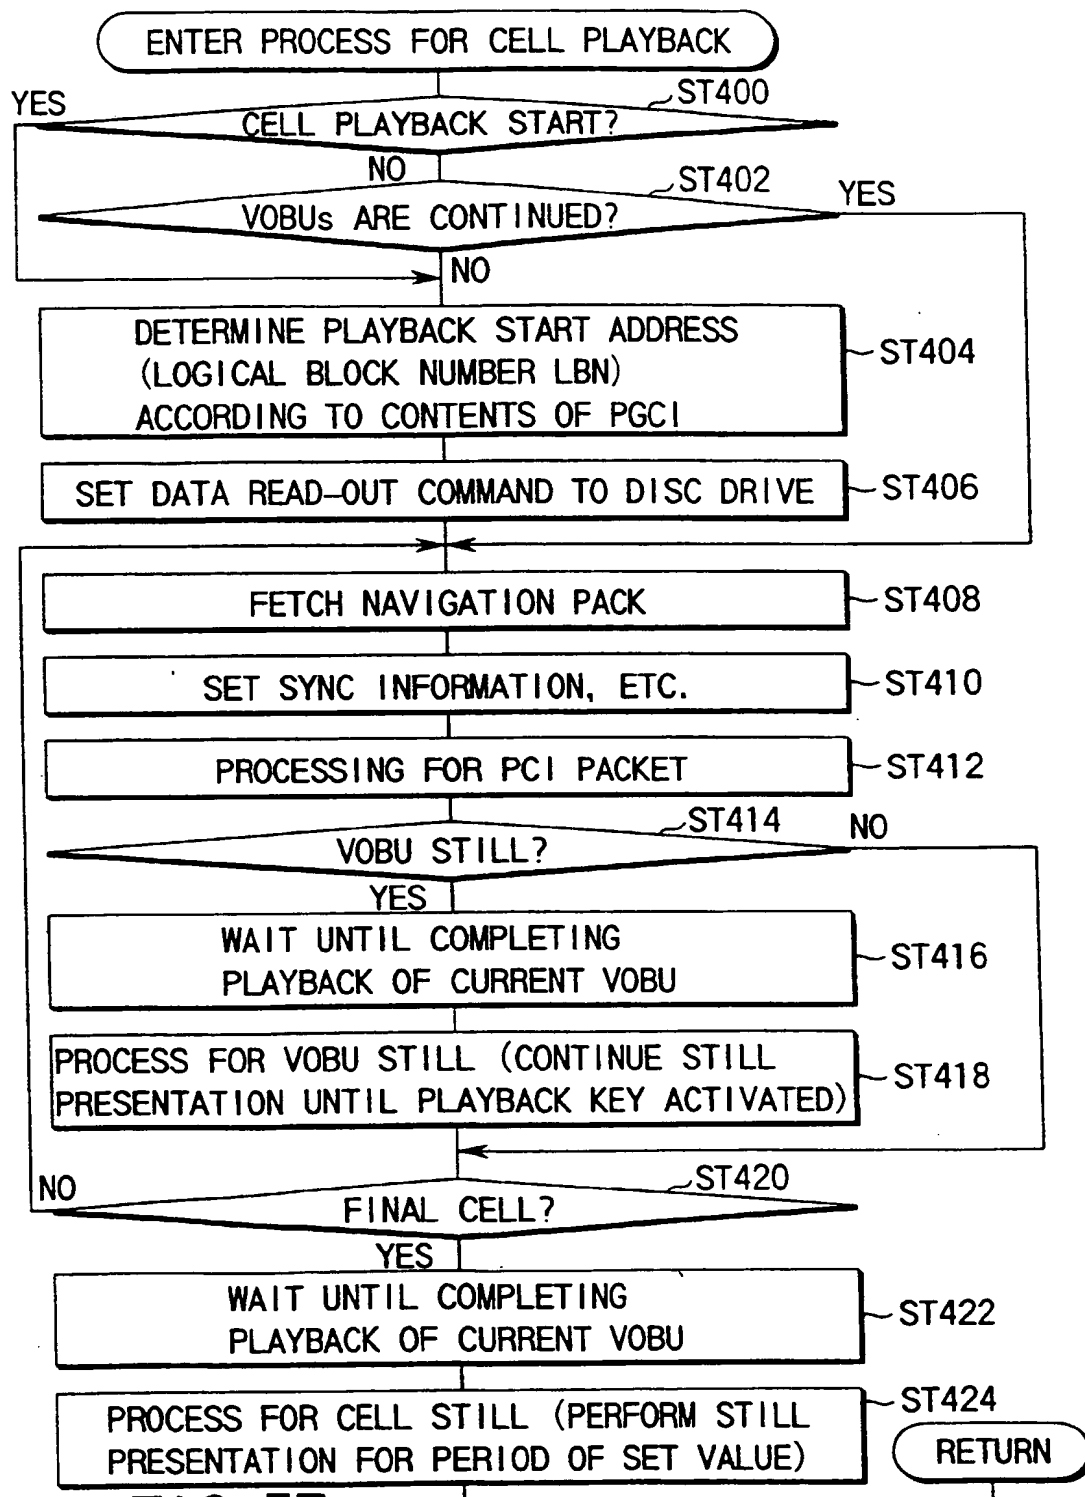 ENTER PROCESS FOR CELL PLAYBACK
YES
ST400
CELL PLAYBACK START?
NO
ST402
YES
VOBUs ARE CONTINUED?
NO
DETERMINE PLAYBACK START ADDRESS
(LOGICAL BLOCK NUMBER LBN)
ACCORDING TO CONTENTS OF PGCI
ST404
SET DATA READ-OUT COMMAND TO DISC DRIVE
ST406
FETCH NAVIGATION PACK
ST408
SET SYNC INFORMATION, ETC.
ST410
PROCESSING FOR PCI PACKET
ST412
ST414
NO
VOBU STILL?
YES
WAIT UNTIL COMPLETING
PLAYBACK OF CURRENT VOBU
ST416
PROCESS FOR VOBU STILL (CONTINUE STILL
PRESENTATION UNTIL PLAYBACK KEY ACTIVATED)
ST418
NO
ST420
FINAL CELL?
YES
WAIT UNTIL COMPLETING
PLAYBACK OF CURRENT VOBU
ST422
PROCESS FOR CELL STILL (PERFORM STILL
PRESENTATION FOR PERIOD OF SET VALUE)
ST424
RETURN